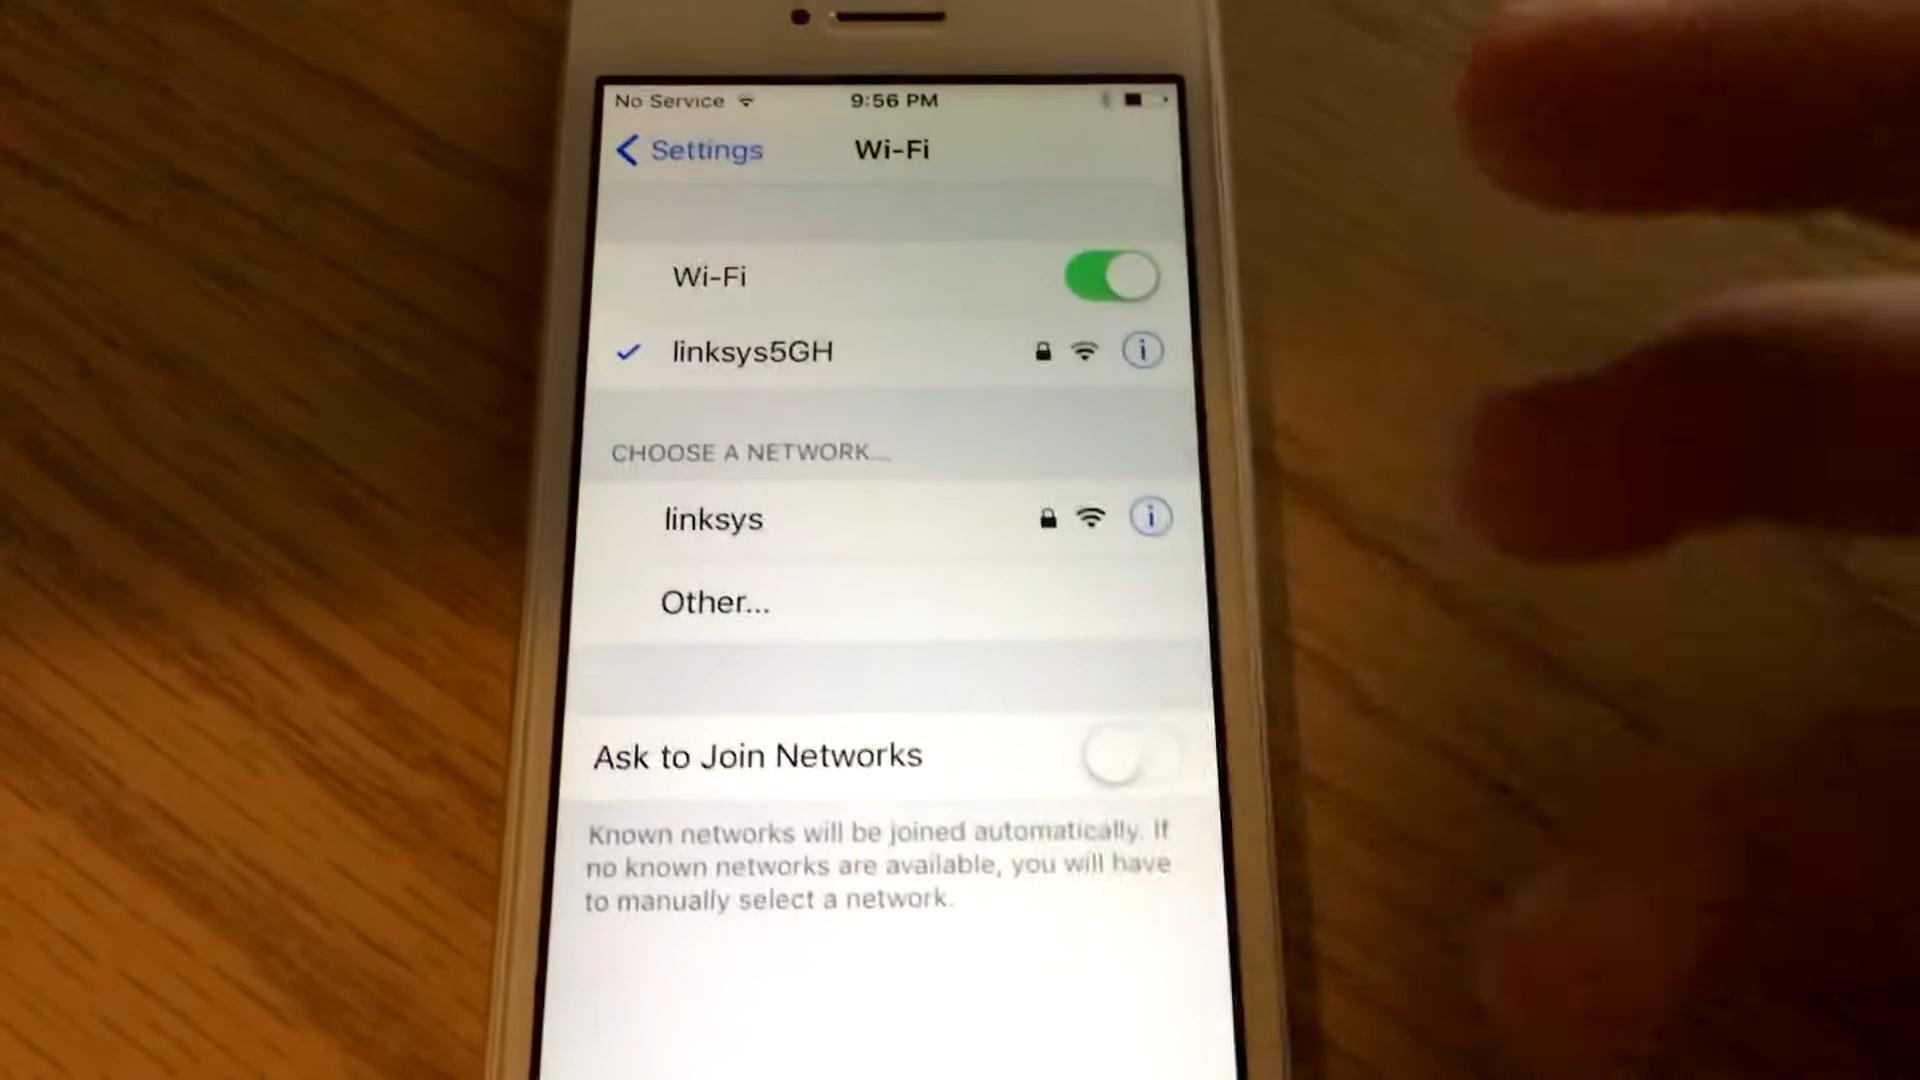 No Service 9:56 PM
Settings Wi-Fi
Wi-Fi
linksys5GH
CHOOSE A NETWORK...
linksys
Other...
Ask to Join Networks
Known networks will be joined automatically. If
no known networks are available, you will have
to manually select a network.